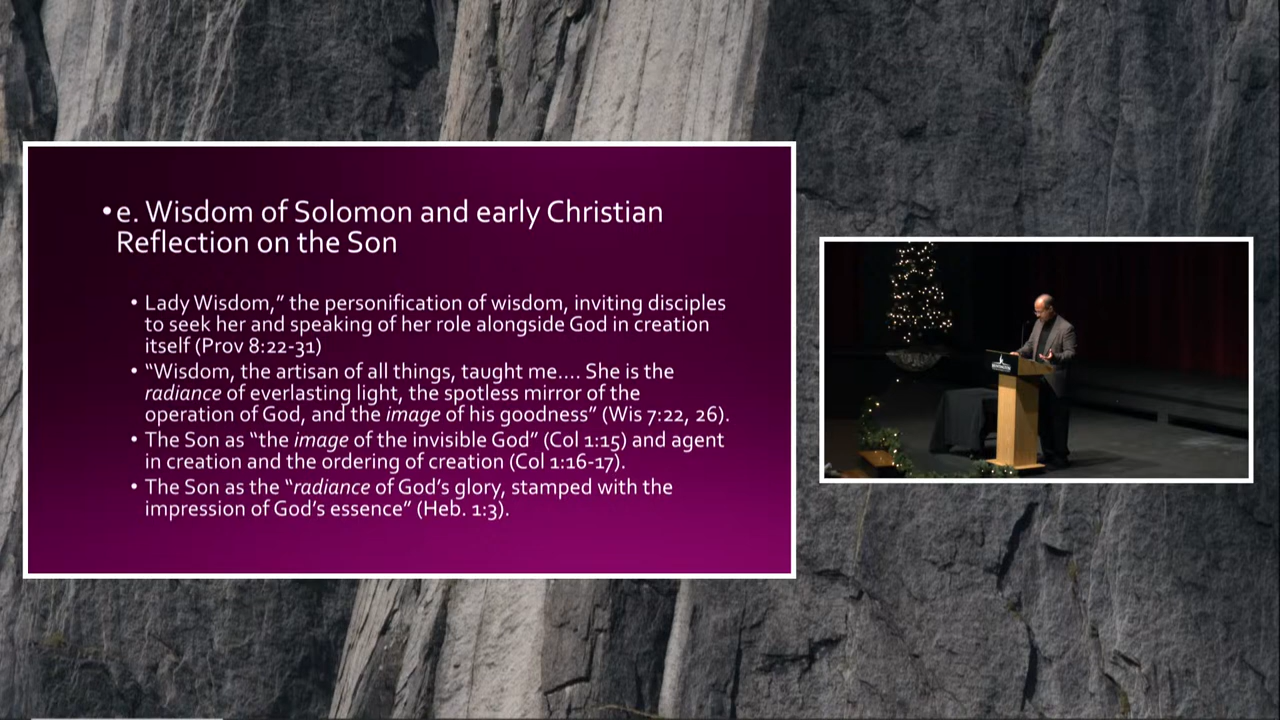 • e. Wisdom of Solomon and early Christian
Reflection on the Son
• Lady Wisdom,” the personification of wisdom, inviting disciples
to seek her and speaking of her role alongside God in creation
itself (Prov 8:22-31)
• “Wisdom, the artisan of all things, taught me.... She is the
radiance of everlasting light, the spotless mirror of the
operation of God, and the image of his goodness” (Wis 7:22, 26).
• The Son as “the image of the invisible God” (Col 1:15) and agent
in creation and the ordering of creation (Col 1:16-17).
• The Son as the “radiance of God’s glory, stamped with the
impression of God’s essence” (Heb. 1:3).